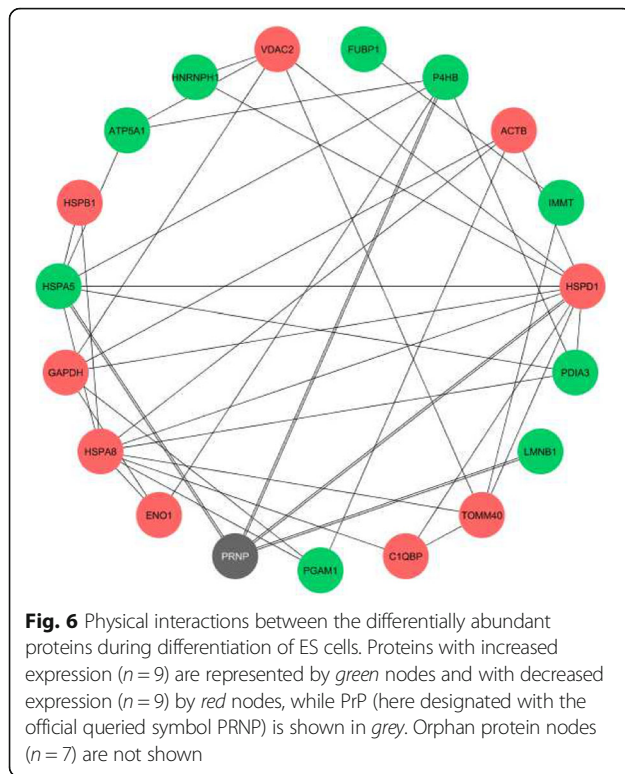 VDAC2
FUBP1
HNRNPH1
P4HB
ATP5A1
ACTB
HSPB1
IMMT
HSPA5
HSPD1
GAPDH
PDIA3
HSPA8
LMNB1
ENO1
TOMM40
PRNP
PGAM1
C1QBP
Fig. 6 Physical interactions between the differentially abundant
proteins during differentiation of ES cells. Proteins with increased
expression (n = 9) are represented by green nodes and with decreased
expression (n = 9) by red nodes, while PrP (here designated with the
official queried symbol PRNP) is shown in grey. Orphan protein nodes
(n = 7) are not shown